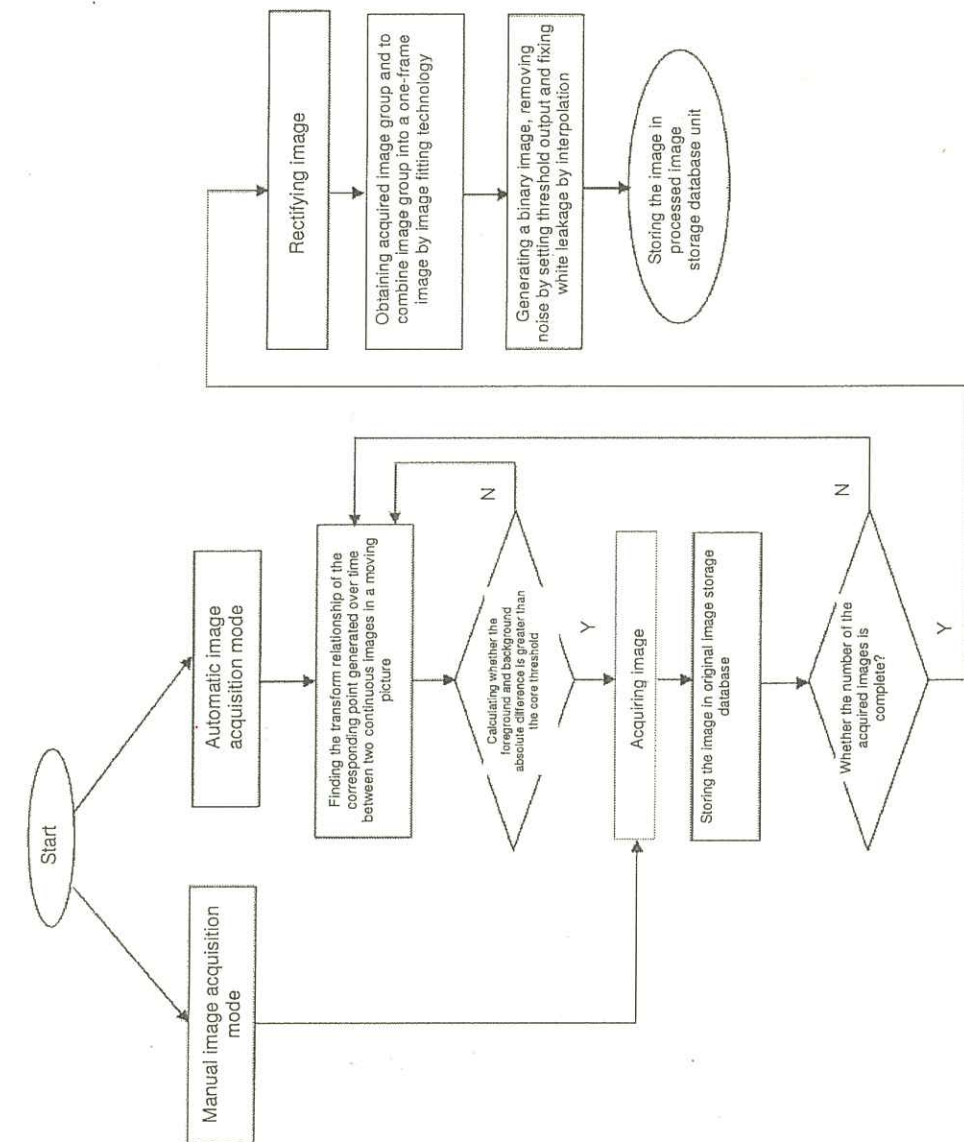 Start
Manual image acquisition
mode
Automatic image
acquisition mode
Finding the transform relationship of the
corresponding point generated over time
between two continuous images in a moving
picture
Calculating whether the
foreground and background
absolute difference is greater than
the core threshold
N
Y
Acquiring image
Storing the image in original image storage
database
Whether the number of the
acquired images is
complete?
N
Y
Rectifying image
Obtaining acquired image group and to
combine image group into a one-frame
image by image fitting technology
Generating a binary image, removing
noise by setting threshold output and fixing
white leakage by interpolation
Storing the image in
processed image
storage database unit